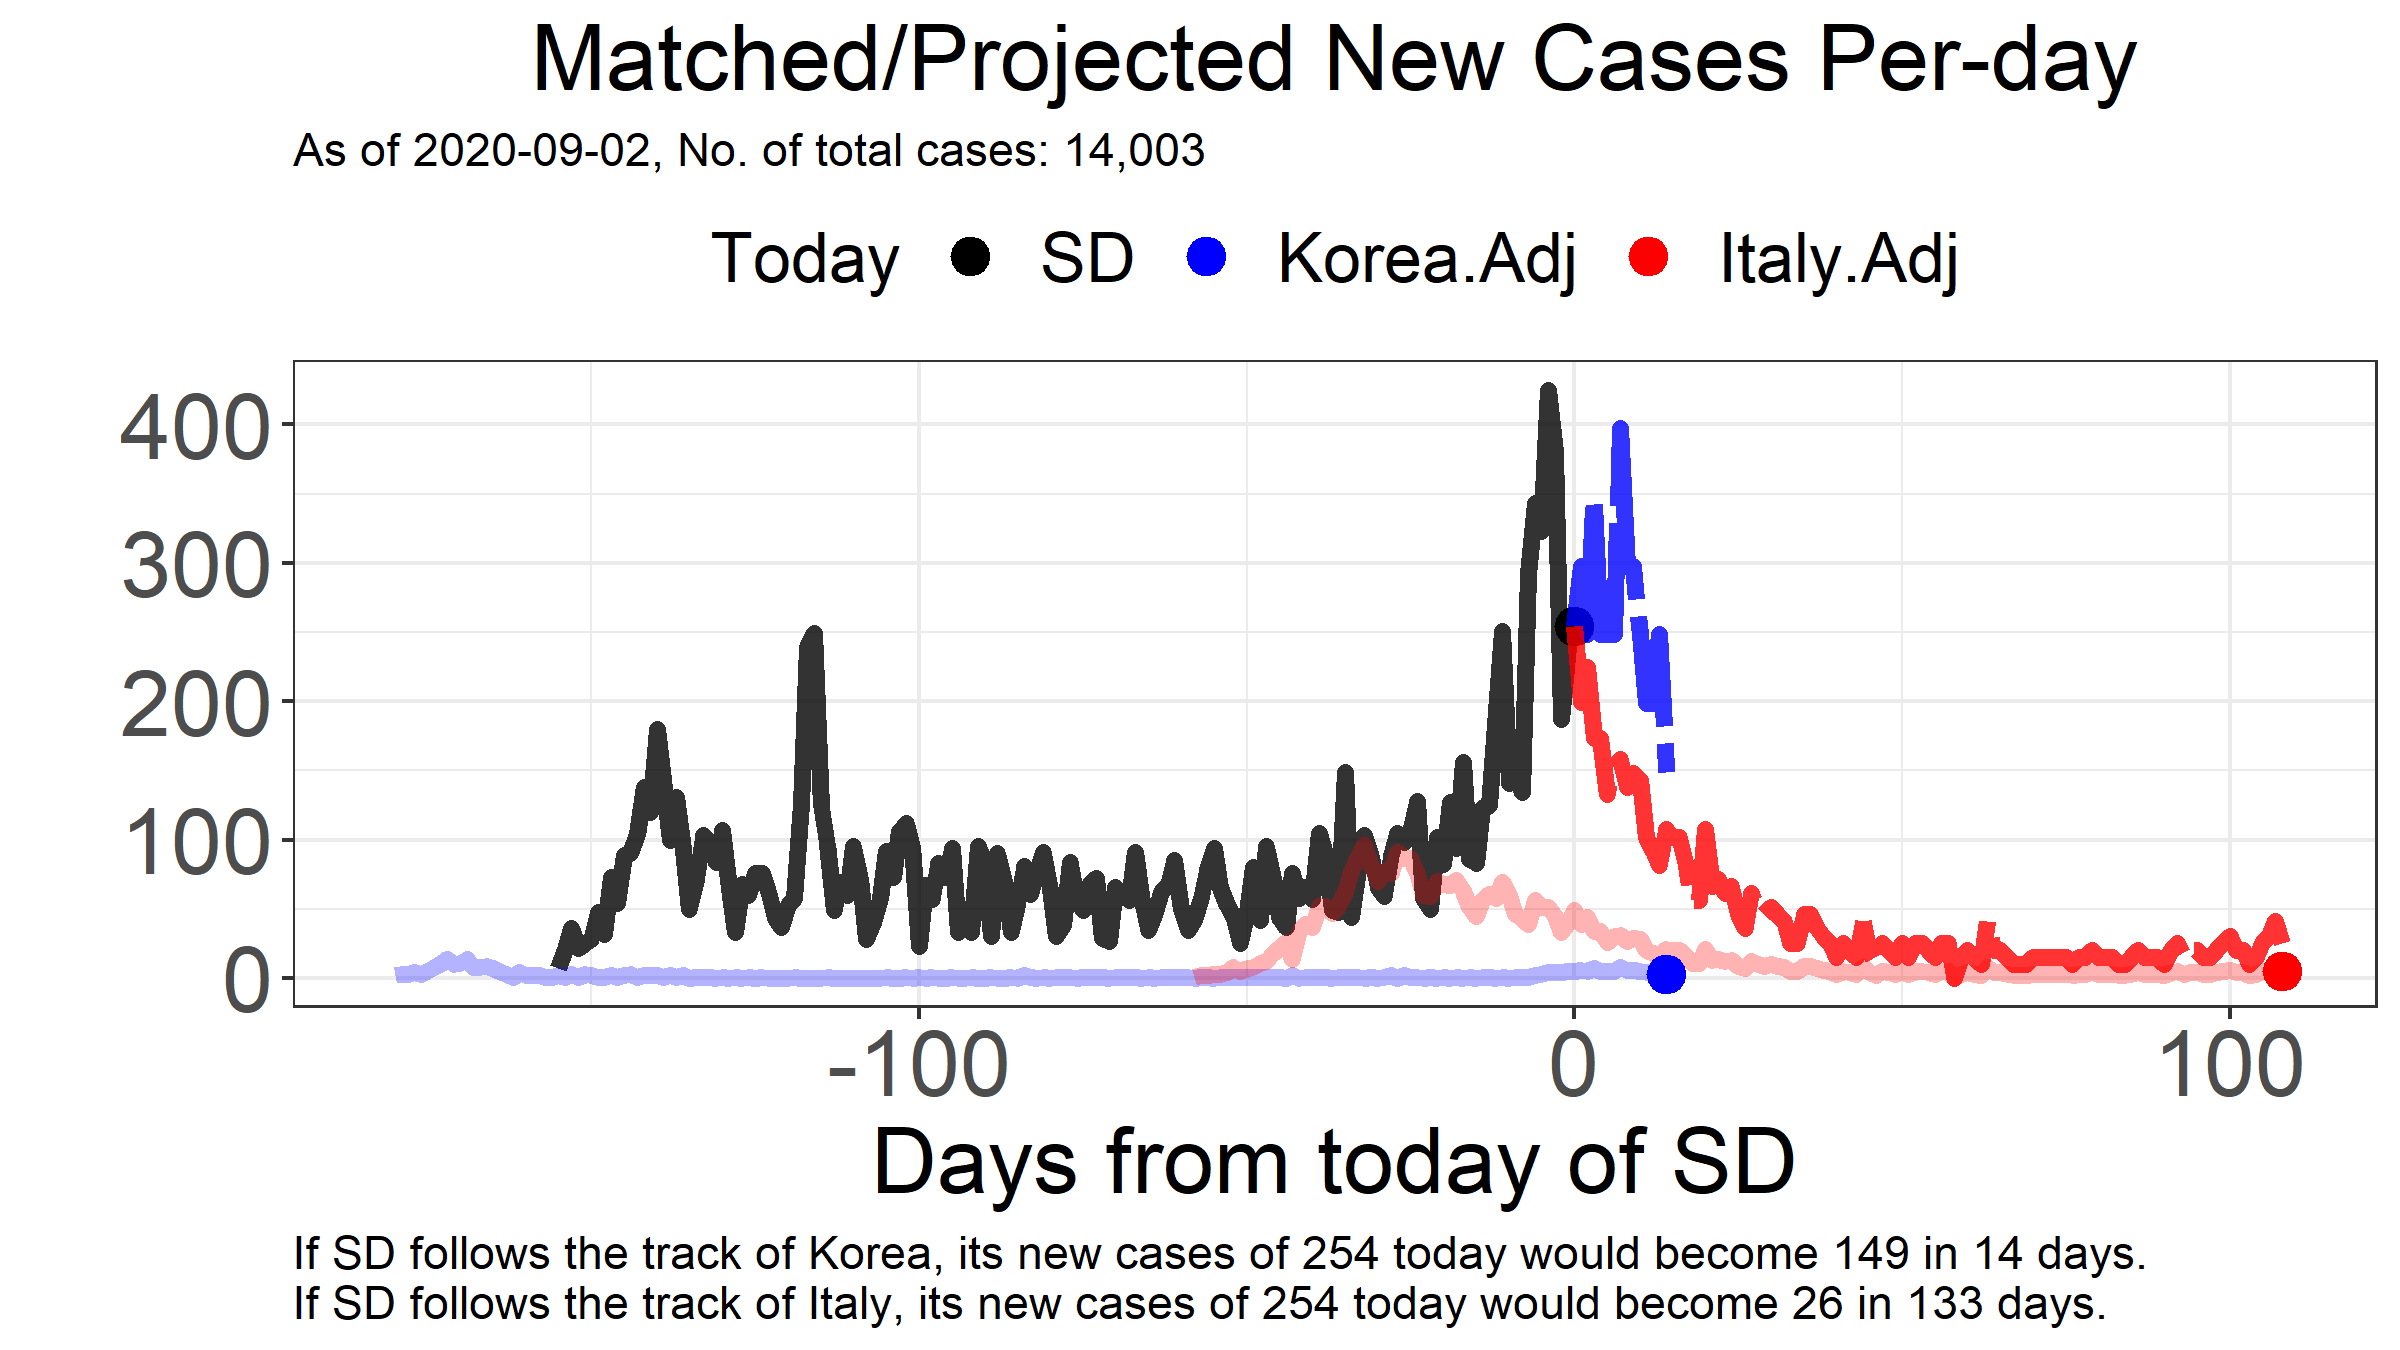 Matched/Projected New Cases Per-day
As of 2020-09-02, No. of total cases: 14,003
Today SD Korea.Adj Italy.Adj
400
300
200
100
0
-100 0 100
Days from today of SD
If SD follows the track of Korea, its new cases of 254 today would become 149 in 14 days.
If SD follows the track of Italy, its new cases of 254 today would become 26 in 133 days.